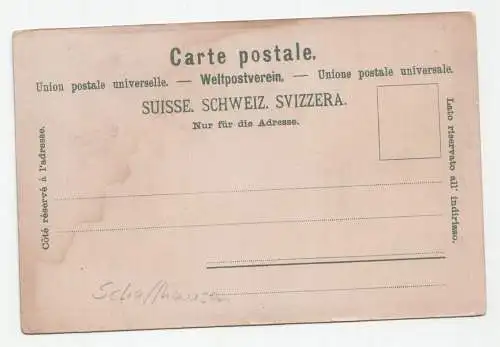 Carte postale.
Union postale universelle. — Weltpostverein. — Unione postale universale.
SUISSE. SCHWEIZ. SVIZZERA.
Nur für die Adresse.
Côté réservé à l'adresse.
Lato riservato all' indirisso.
Schaffhausen